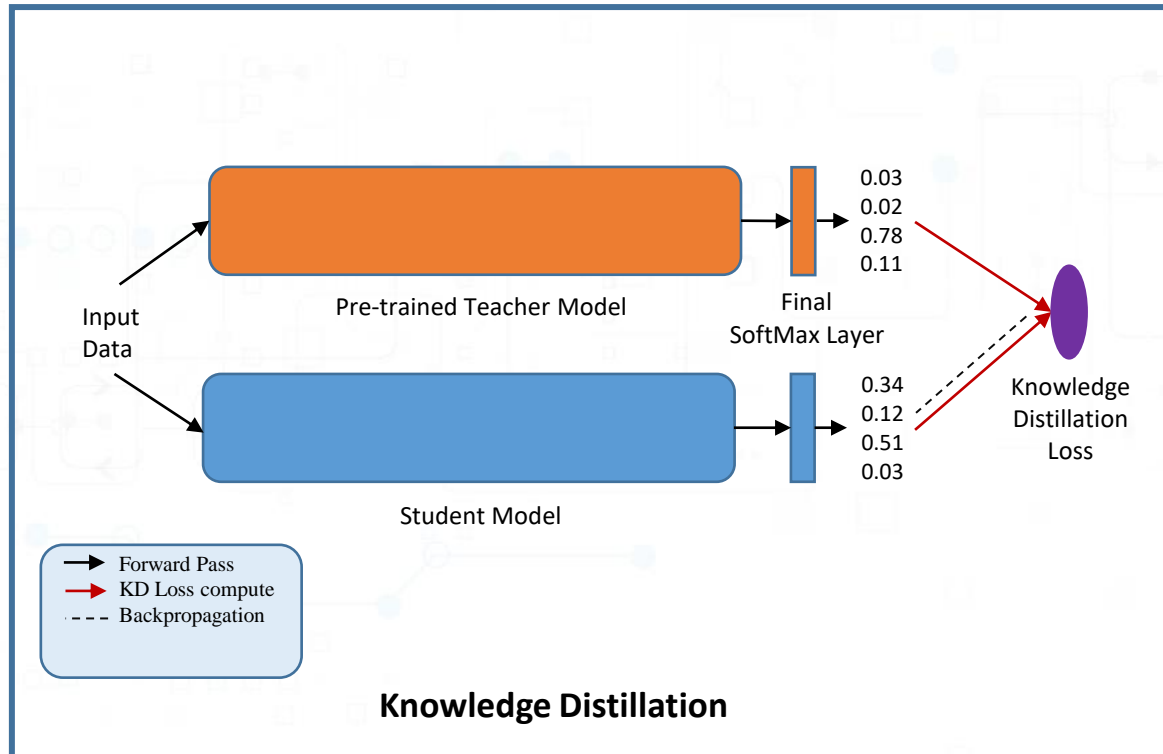 0.03
0.02
0.78
0.11
Pre-trained Teacher Model
Final
SoftMax Layer
Input
Data
0.34
0.12
0.51
0.03
Knowledge
Distillation
Loss
Student Model
Forward Pass
KD Loss compute
Backpropagation
Knowledge Distillation